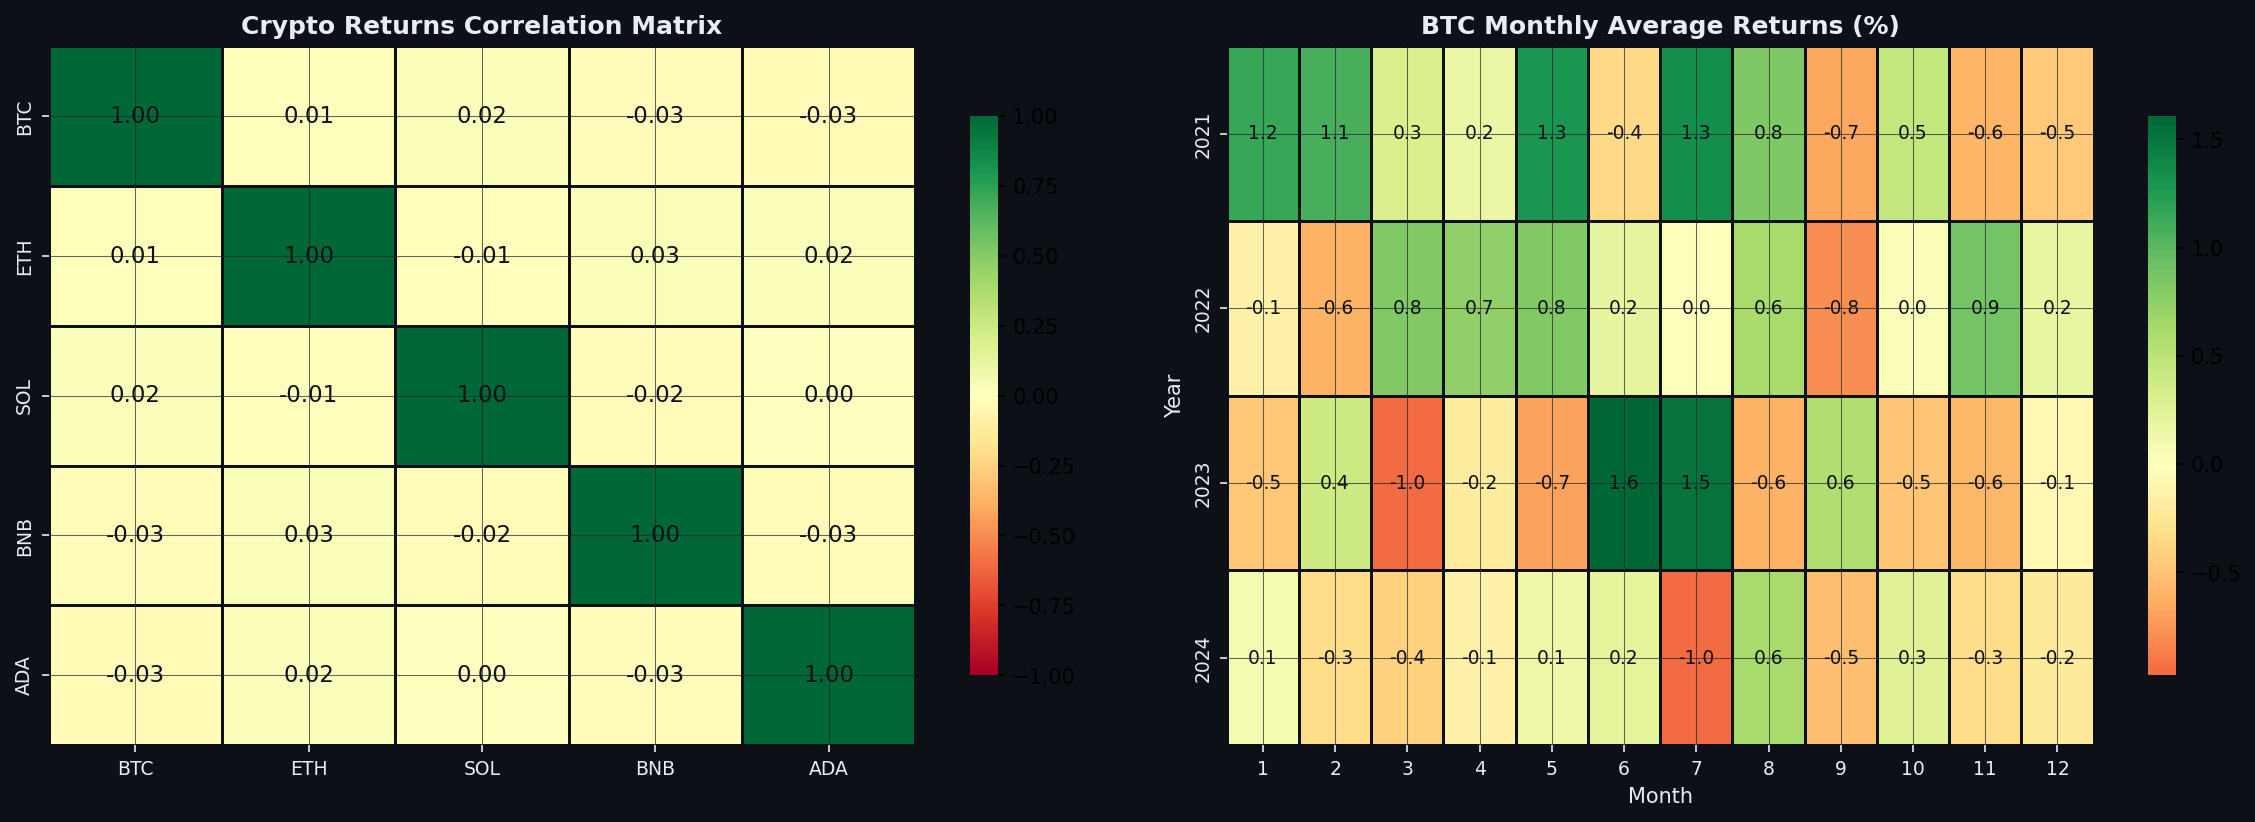 Crypto Returns Correlation Matrix
BTC 1.00 0.01 0.02 -0.03 -0.03
ETH 0.01 1.00 -0.01 0.03 0.02
SOL 0.02 -0.01 1.00 -0.02 0.00
BNB -0.03 0.03 -0.02 1.00 -0.03
ADA -0.03 0.02 0.00 -0.03 1.00
BTC ETH SOL BNB ADA
1.00
0.75
0.50
0.25
0.00
−0.25
−0.50
−0.75
−1.00
BTC Monthly Average Returns (%)
Year
2021 1.2 1.1 0.3 0.2 1.3 -0.4 1.3 0.8 -0.7 0.5 -0.6 -0.5
2022 -0.1 -0.6 0.8 0.7 0.8 0.2 0.0 0.6 -0.8 0.0 0.9 0.2
2023 -0.5 0.4 -1.0 -0.2 -0.7 1.6 1.5 -0.6 0.6 -0.5 -0.6 -0.1
2024 0.1 -0.3 -0.4 -0.1 0.1 0.2 -1.0 0.6 -0.5 0.3 -0.3 -0.2
1 2 3 4 5 6 7 8 9 10 11 12
Month
1.5
1.0
0.5
0.0
−0.5